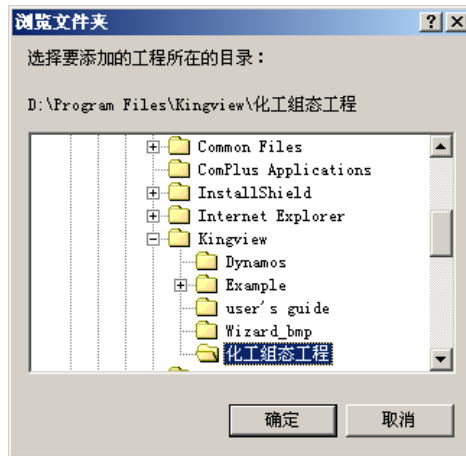 浏览文件夹
选择要添加的工程所在的目录：
D:\Program Files\Kingview\化工组态工程
Common Files
ComPlus Applications
InstallShield
Internet Explorer
Kingview
Dynamos
Example
user's guide
Wizard_bmp
化工组态工程
确定 取消